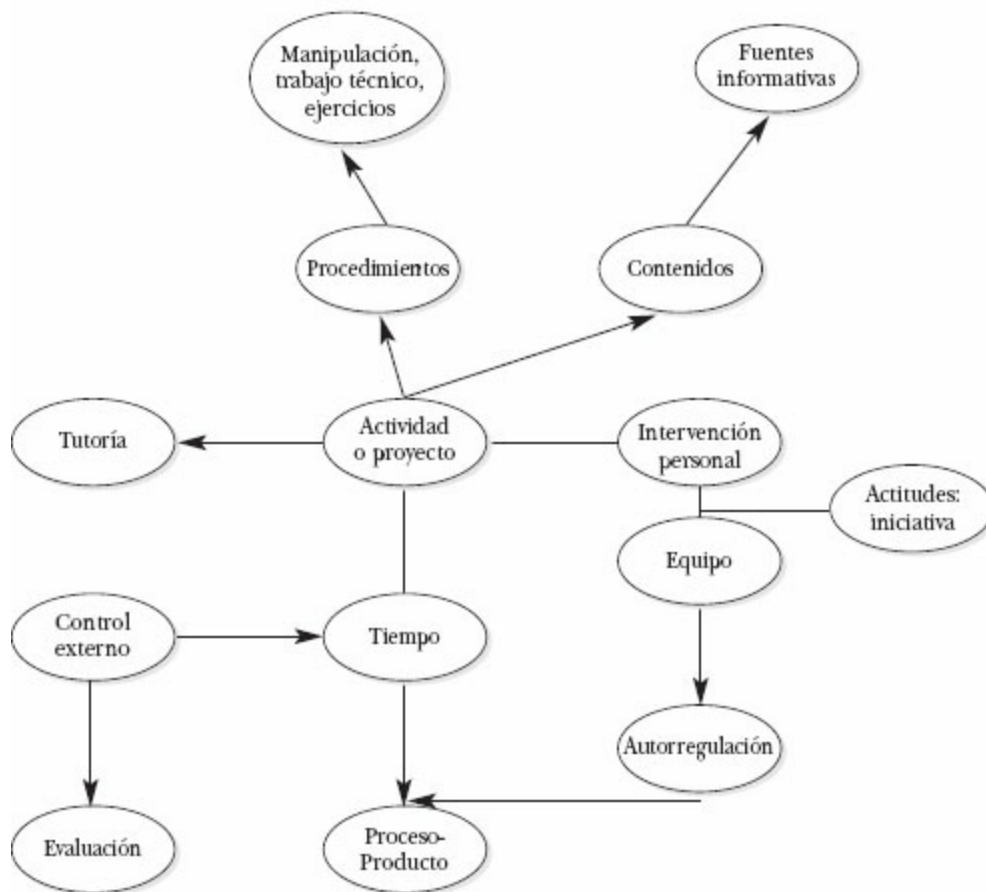 Manipulación,
trabajo técnico,
ejercicios
Fuentes
informativas
Procedimientos
Contenidos
Tutoría
Actividad
o proyecto
Intervención
personal
Actitudes:
iniciativa
Equipo
Control
externo
Tiempo
Autorregulación
Evaluación
Proceso-
Producto